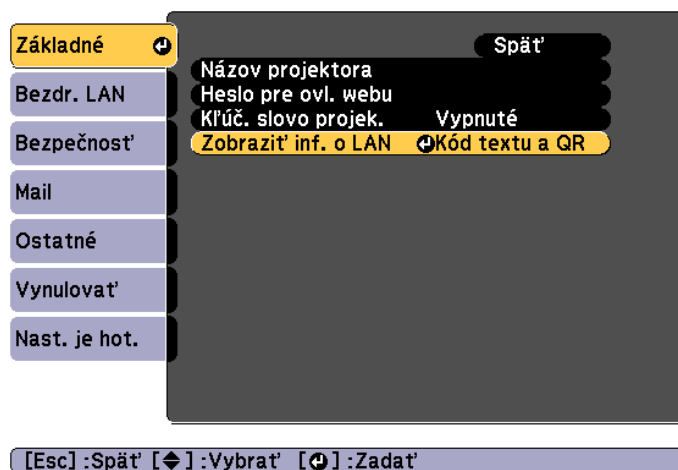 Základné
Bezdr. LAN
Bezpečnosť
Mail
Ostatné
Vynulovať
Nast. je hot.
Späť
Názov projektora
Heslo pre ovl. webu
Kľúč. slovo projek. Vypnuté
Zobraziť inf. o LAN Kód textu a QR
[Esc] :Späť [ ] :Vybrať [ ] :Zadať